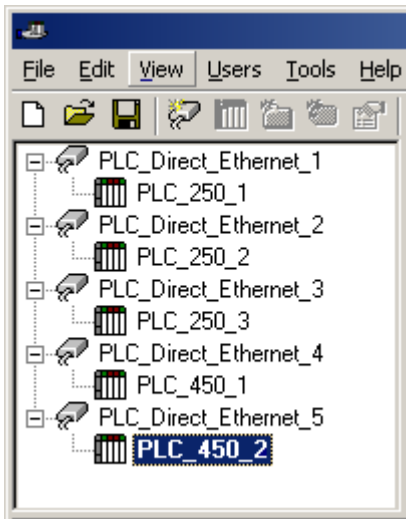 File Edit View Users Tools Help
PLC_Direct_Ethernet_1
PLC_250_1
PLC_Direct_Ethernet_2
PLC_250_2
PLC_Direct_Ethernet_3
PLC_250_3
PLC_Direct_Ethernet_4
PLC_450_1
PLC_Direct_Ethernet_5
PLC_450_2